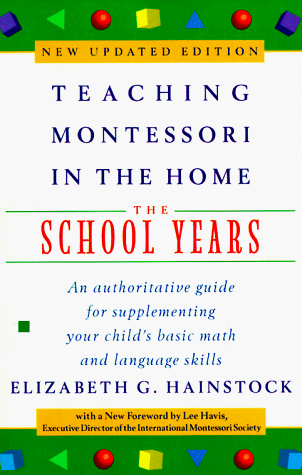 NEW UPDATED EDITION
TEACHING
MONTESSORI
IN THE HOME
THE
SCHOOL YEARS
An authoritative guide
for supplementing
your child's basic math
and language skills
ELIZABETH G. HAINSTOCK
with a New Foreword by Lee Havis,
Executive Director of the International Montessori Society